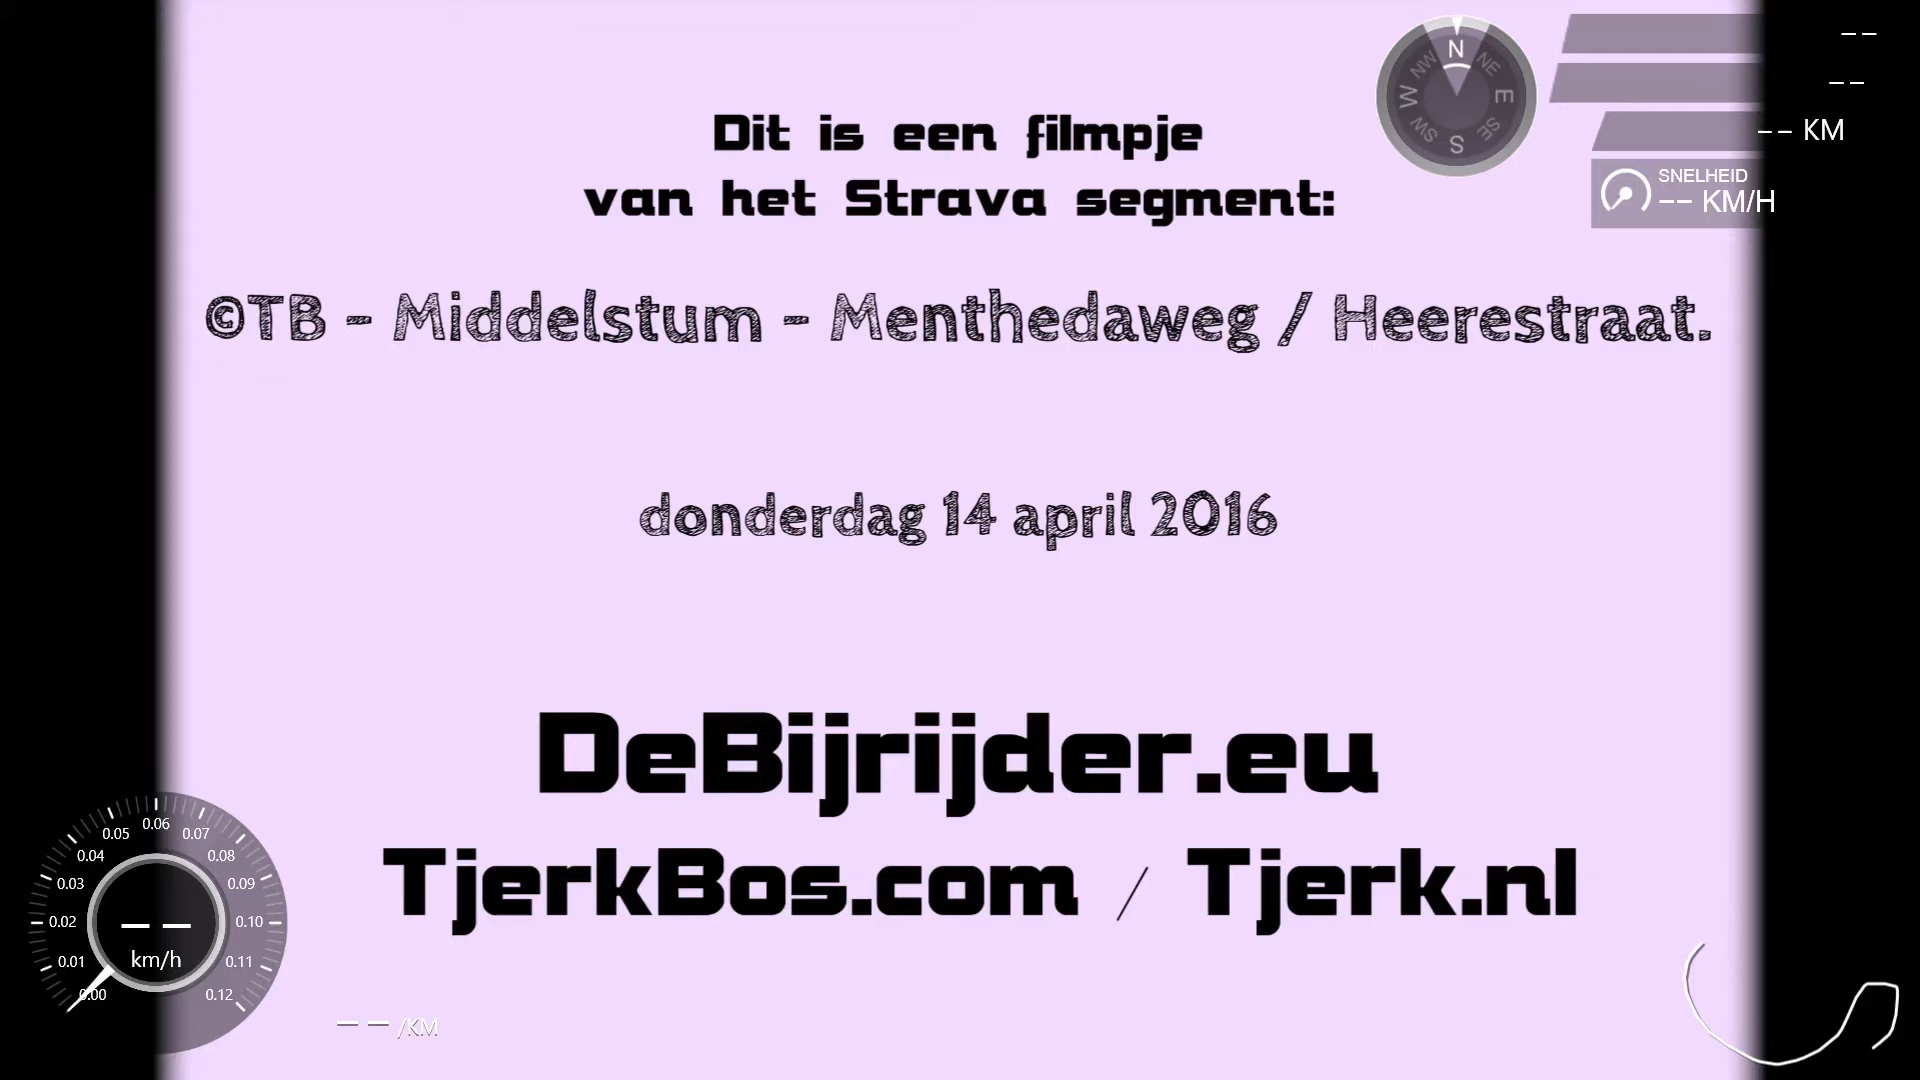 Dit is een filmpje
van het Strava segment:
©TB - Middelstum - Menthedaweg / Heerestraat.
donderdag 14 april 2016
DeBijrijder.eu
TjerkBos.com / Tjerk.nl
N
NE
E
SE
S
SW
W
NW
--
--
-- KM
SNELHEID
-- KM/H
0.00
0.01
0.02
0.03
0.04
0.05
0.06
0.07
0.08
0.09
0.10
0.11
0.12
--
km/h
-- /KM